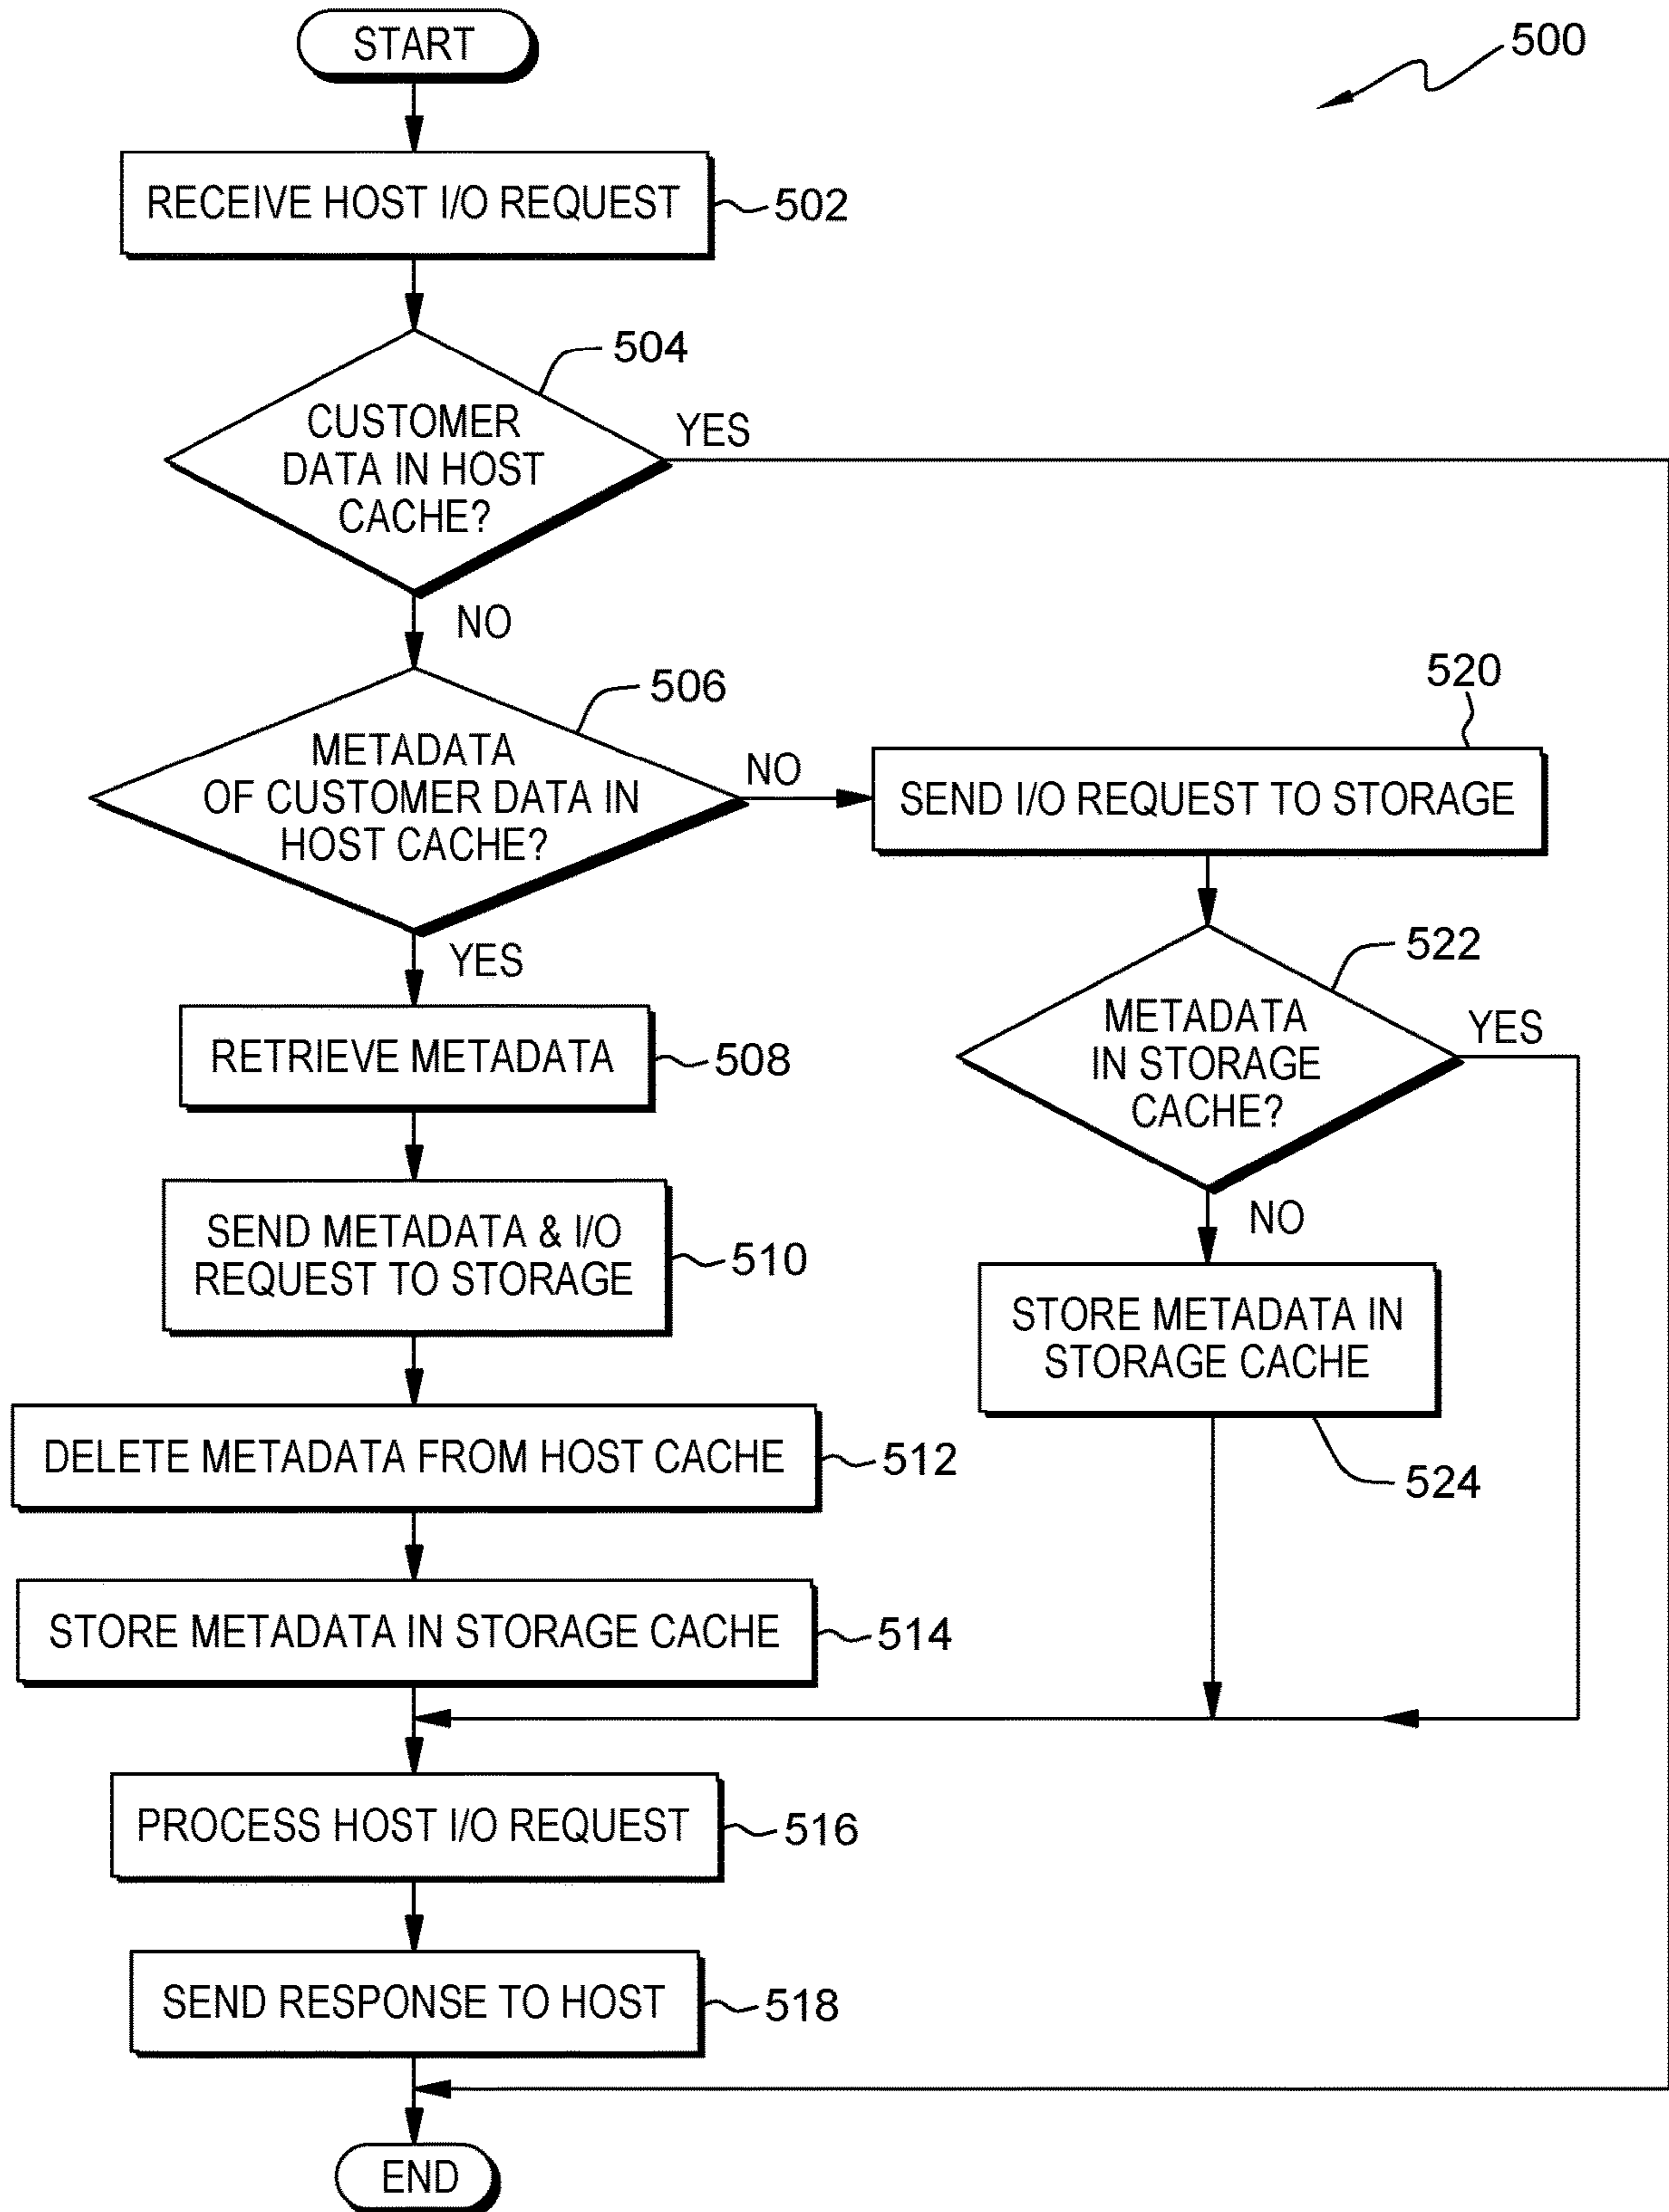 START
500
RECEIVE HOST I/O REQUEST
502
504
CUSTOMER
DATA IN HOST
CACHE?
YES
NO
506
METADATA
OF CUSTOMER DATA IN
HOST CACHE?
NO
520
SEND I/O REQUEST TO STORAGE
YES
522
METADATA
IN STORAGE
CACHE?
YES
RETRIEVE METADATA
508
NO
SEND METADATA & I/O
REQUEST TO STORAGE
510
STORE METADATA IN
STORAGE CACHE
524
DELETE METADATA FROM HOST CACHE
512
STORE METADATA IN STORAGE CACHE
514
PROCESS HOST I/O REQUEST
516
SEND RESPONSE TO HOST
518
END